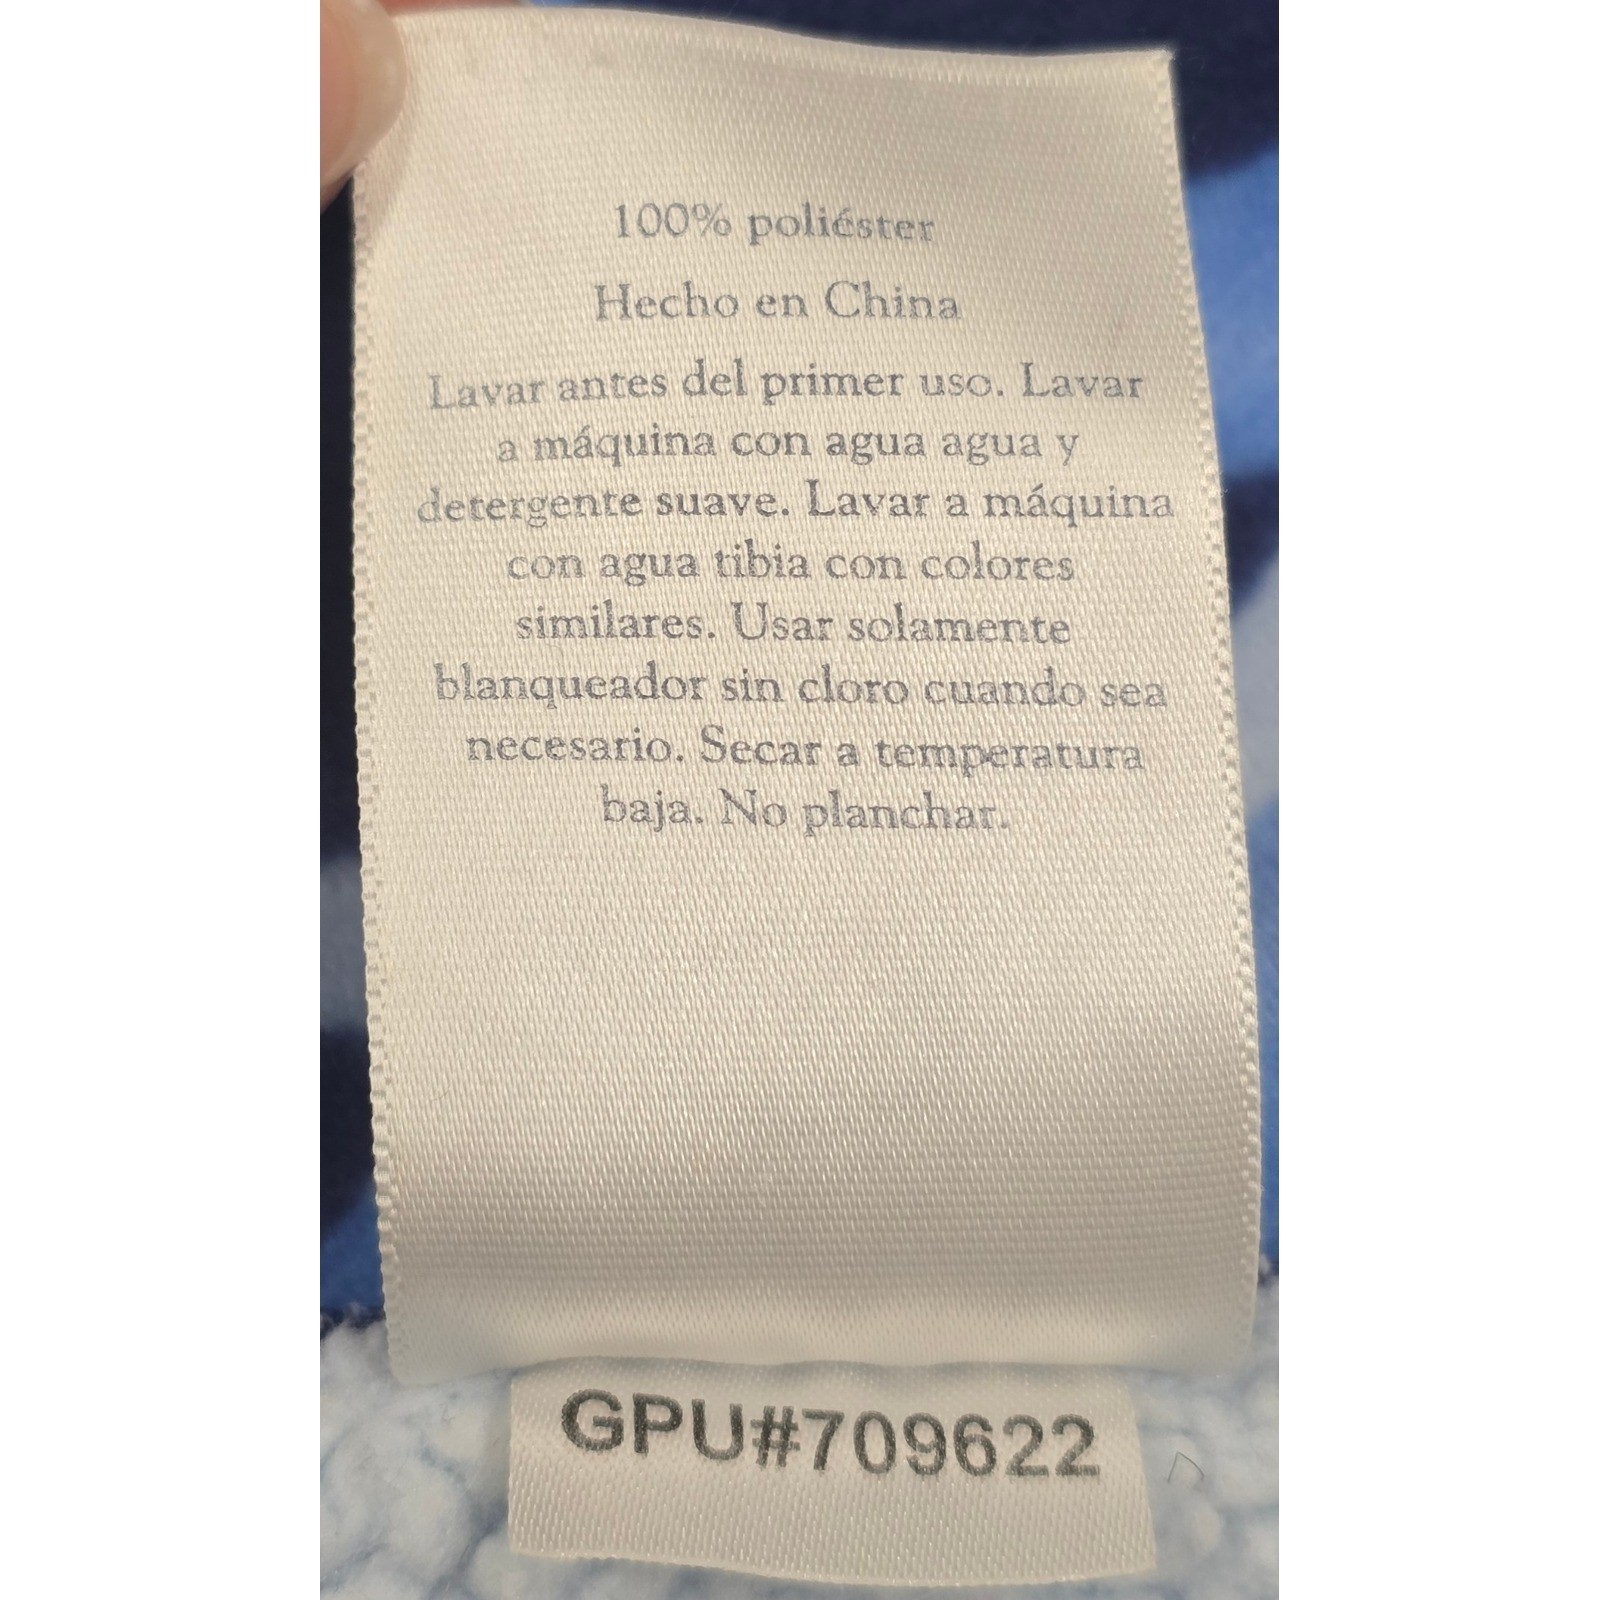 100% poliéster
Hecho en China
Lavar antes del primer uso. Lavar
a máquina con agua agua y
detergente suave. Lavar a máquina
con agua tibia con colores
similares. Usar solamente
blanqueador sin cloro cuando sea
necesario. Secar a temperatura
baja. No planchar.
GPU#709622